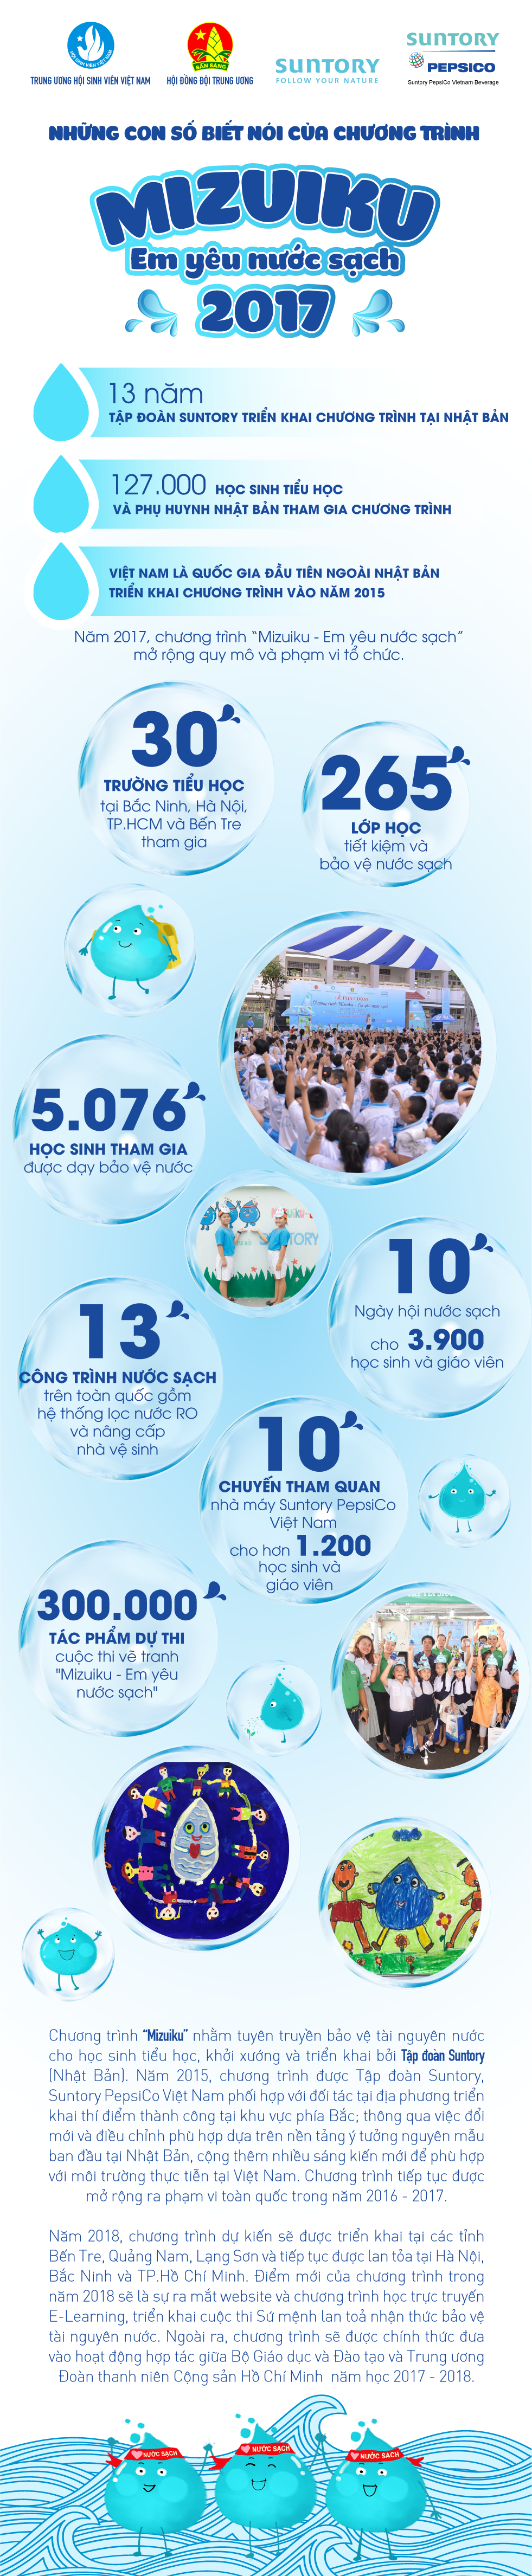 HỘI SINH VIÊN VIỆT NAM
SẴN SÀNG
TRUNG ƯƠNG HỘI SINH VIÊN VIỆT NAM
HỘI ĐỒNG ĐỘI TRUNG ƯƠNG
SUNTORY
FOLLOW YOUR NATURE
SUNTORY
PEPSICO
Suntory PepsiCo Vietnam Beverage
NHỮNG CON SỐ BIẾT NÓI CỦA CHƯƠNG TRÌNH
MIZUIKU
Em yêu nước sạch
2017
13 năm
TẬP ĐOÀN SUNTORY TRIỂN KHAI CHƯƠNG TRÌNH TẠI NHẬT BẢN
127.000 HỌC SINH TIỂU HỌC
VÀ PHỤ HUYNH NHẬT BẢN THAM GIA CHƯƠNG TRÌNH
VIỆT NAM LÀ QUỐC GIA ĐẦU TIÊN NGOÀI NHẬT BẢN
TRIỂN KHAI CHƯƠNG TRÌNH VÀO NĂM 2015
Năm 2017, chương trình “Mizuiku - Em yêu nước sạch”
mở rộng quy mô và phạm vi tổ chức.
30
TRƯỜNG TIỂU HỌC
tại Bắc Ninh, Hà Nội,
TP.HCM và Bến Tre
tham gia
265
LỚP HỌC
tiết kiệm và
bảo vệ nước sạch
5.076
HỌC SINH THAM GIA
được dạy bảo vệ nước
10
Ngày hội nước sạch
cho 3.900
học sinh và giáo viên
13
CÔNG TRÌNH NƯỚC SẠCH
trên toàn quốc gồm
hệ thống lọc nước RO
và nâng cấp
nhà vệ sinh
10
CHUYẾN THAM QUAN
nhà máy Suntory PepsiCo
Việt Nam
cho hơn 1.200
học sinh và
giáo viên
300.000
TÁC PHẨM DỰ THI
cuộc thi vẽ tranh
"Mizuiku - Em yêu
nước sạch"
Chương trình “Mizuiku” nhằm tuyên truyền bảo vệ tài nguyên nước
cho học sinh tiểu học, khởi xướng và triển khai bởi Tập đoàn Suntory
(Nhật Bản). Năm 2015, chương trình được Tập đoàn Suntory,
Suntory PepsiCo Việt Nam phối hợp với đối tác tại địa phương triển
khai thí điểm thành công tại khu vực phía Bắc; thông qua việc đổi
mới và điều chỉnh phù hợp dựa trên nền tảng ý tưởng nguyên mẫu
ban đầu tại Nhật Bản, cộng thêm nhiều sáng kiến mới để phù hợp
với môi trường thực tiễn tại Việt Nam. Chương trình tiếp tục được
mở rộng ra phạm vi toàn quốc trong năm 2016 - 2017.
Năm 2018, chương trình dự kiến sẽ được triển khai tại các tỉnh
Bến Tre, Quảng Nam, Lạng Sơn và tiếp tục được lan tỏa tại Hà Nội,
Bắc Ninh và TP.Hồ Chí Minh. Điểm mới của chương trình trong
năm 2018 sẽ là sự ra mắt website và chương trình học trực truyến
E-Learning, triển khai cuộc thi Sứ mệnh lan toả nhận thức bảo vệ
tài nguyên nước. Ngoài ra, chương trình sẽ được chính thức đưa
vào hoạt động hợp tác giữa Bộ Giáo dục và Đào tạo và Trung ương
Đoàn thanh niên Cộng sản Hồ Chí Minh năm học 2017 - 2018.
NƯỚC SẠCH
NƯỚC SẠCH
NƯỚC SẠCH